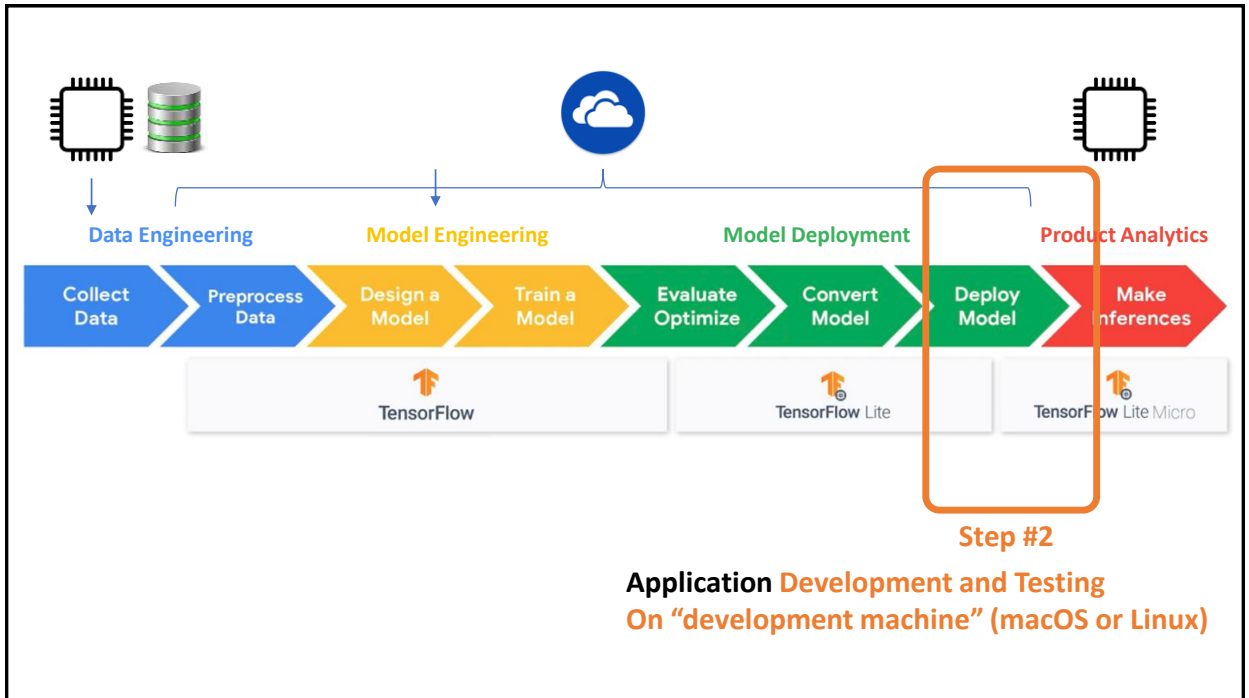 Data Engineering
Model Engineering
Model Deployment
Product Analytics
Collect
Data
Preprocess
Data
Design a
Model
Train a
Model
Evaluate
Optimize
Convert
Model
Deploy
Model
Make
Inferences
TensorFlow
TensorFlow Lite
TensorFlow Lite Micro
Step #2
Application Development and Testing
On “development machine” (macOS or Linux)